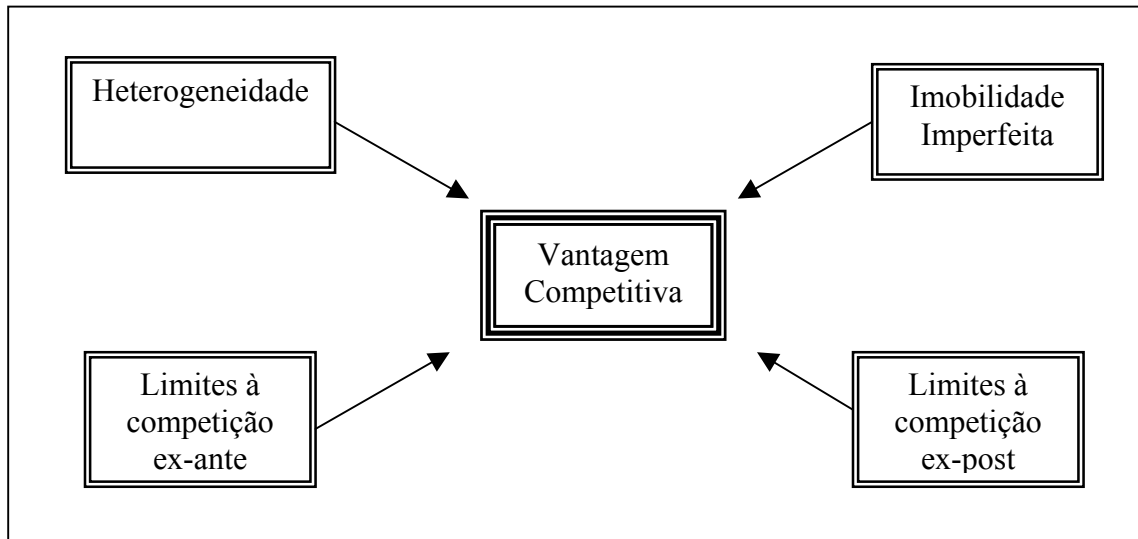 Heterogeneidade
Imobilidade
Imperfeita
Vantagem
Competitiva
Limites à
competição
ex-ante
Limites à
competição
ex-post